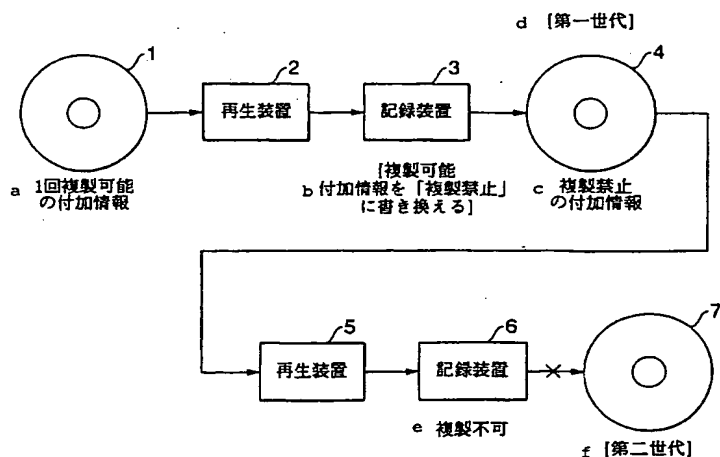 d [第一世代]
1
2
3
4
再生装置
記録装置
a 1回複製可能
の付加情報
[複製可能
b 付加情報を「複製禁止」
に書き換える]
c 複製禁止
の付加情報
5
6
7
再生装置
記録装置
e 複製不可
f [第二世代]